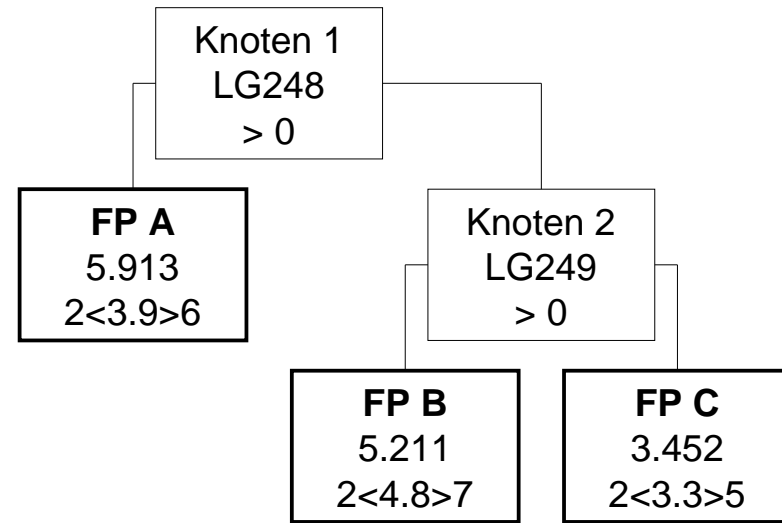 Knoten 1
LG248
> 0
FP A
5.913
2<3.9>6
Knoten 2
LG249
> 0
FP B
5.211
2<4.8>7
FP C
3.452
2<3.3>5